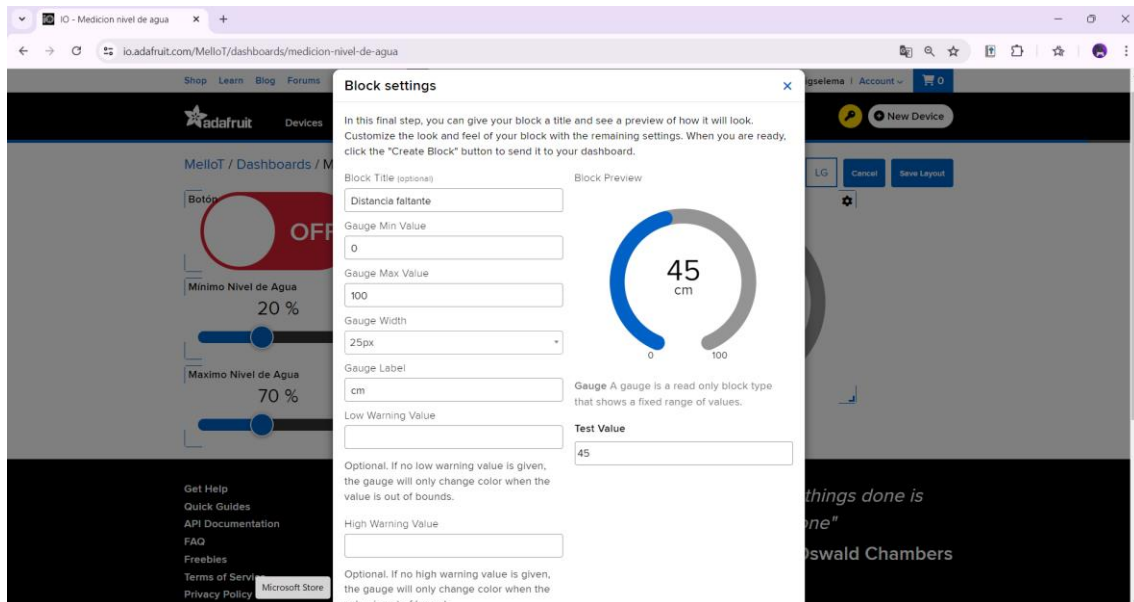 IO - Medicion nivel de agua
io.adafruit.com/MelloT/dashboards/medicion-nivel-de-agua
Shop Learn Blog Forums
igselema | Account
0
adafruit
Devices
New Device
MelloT / Dashboards / M
LG
Cancel
Save Layout
Botón
OFF
Mínimo Nivel de Agua
20 %
Maximo Nivel de Agua
70 %
Block settings
In this final step, you can give your block a title and see a preview of how it will look.
Customize the look and feel of your block with the remaining settings. When you are ready,
click the "Create Block" button to send it to your dashboard.
Block Title (optional)
Distancia faltante
Gauge Min Value
0
Gauge Max Value
100
Gauge Width
25px
Gauge Label
cm
Low Warning Value
Optional. If no low warning value is given,
the gauge will only change color when the
value is out of bounds.
High Warning Value
Optional. If no high warning value is given,
the gauge will only change color when the
Block Preview
45
cm
0
100
Gauge A gauge is a read only block type
that shows a fixed range of values.
Test Value
45
Get Help
Quick Guides
API Documentation
FAQ
Freebies
Terms of Service
Privacy Policy
Microsoft Store
things done is
one"
Oswald Chambers